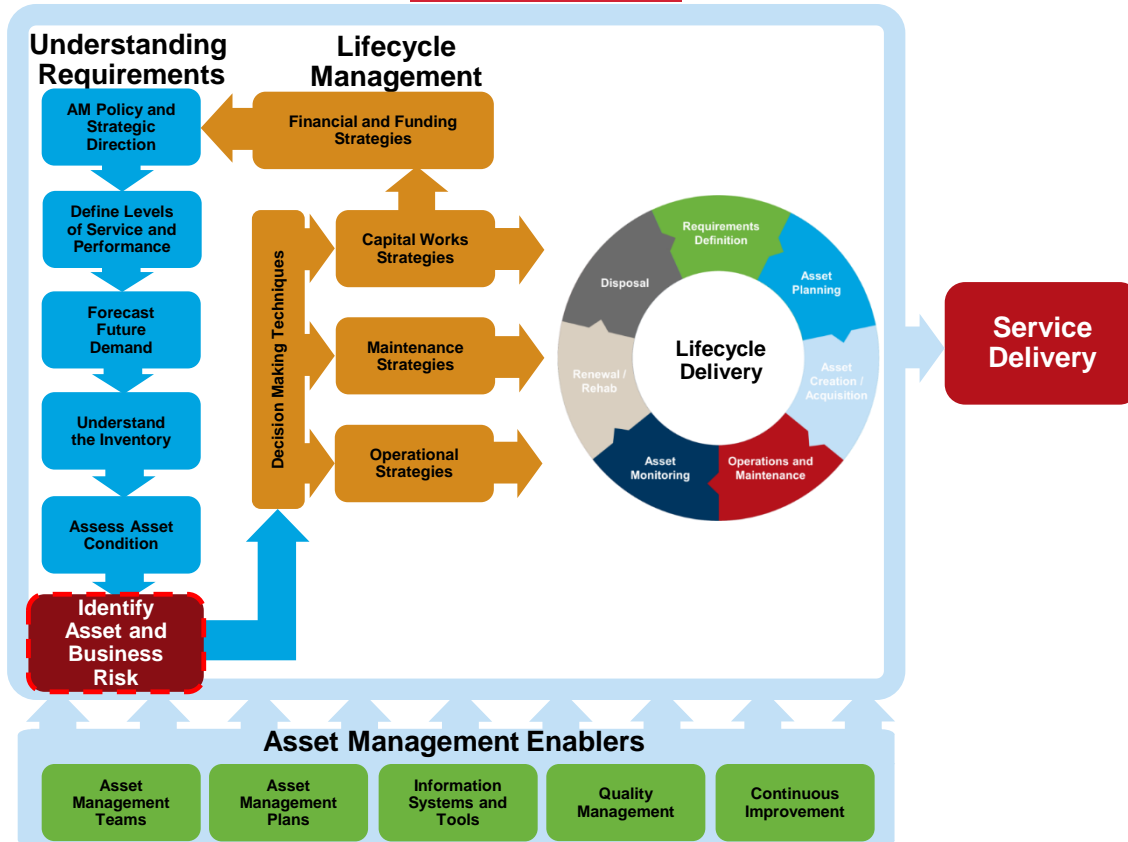 Understanding
Requirements
AM Policy and
Strategic
Direction
Define Levels
of Service and
Performance
Forecast
Future
Demand
Understand
the Inventory
Assess Asset
Condition
Identify
Asset and
Business
Risk
Lifecycle
Management
Financial and Funding
Strategies
Decision Making Techniques
Capital Works
Strategies
Maintenance
Strategies
Operational
Strategies
Requirements
Definition
Asset
Planning
Asset
Creation /
Acquisition
Operations and
Maintenance
Asset
Monitoring
Renewal /
Rehab
Disposal
Lifecycle
Delivery
Service
Delivery
Asset Management Enablers
Asset
Management
Teams
Asset
Management
Plans
Information
Systems and
Tools
Quality
Management
Continuous
Improvement